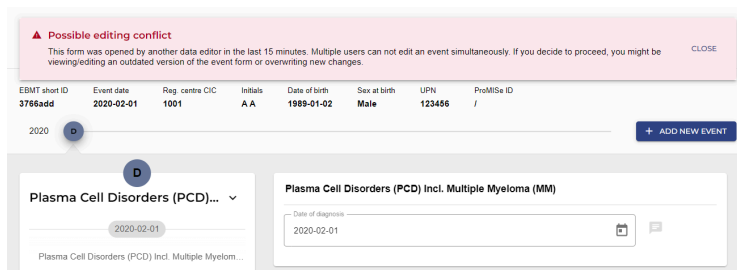 Possible editing conflict
This form was opened by another data editor in the last 15 minutes. Multiple users can not edit an event simultaneously. If you decide to proceed, you might be
viewing/editing an outdated version of the event form or overwriting new changes.
CLOSE
EBMT short ID Event date Reg. centre CIC Initials Date of birth Sex at birth UPN ProMISe ID
3766add 2020-02-01 1001 A A 1989-01-02 Male 123456 /
2020 D + ADD NEW EVENT
D
Plasma Cell Disorders (PCD)...
2020-02-01
Plasma Cell Disorders (PCD) Incl. Multiple Myelom...
Plasma Cell Disorders (PCD) Incl. Multiple Myeloma (MM)
Date of diagnosis
2020-02-01